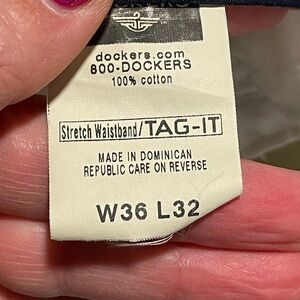 DOCKERS
dockers.com
800-DOCKERS
100% cotton
Stretch Waistband/TAG-IT
MADE IN DOMINICAN
REPUBLIC CARE ON REVERSE
W36 L32